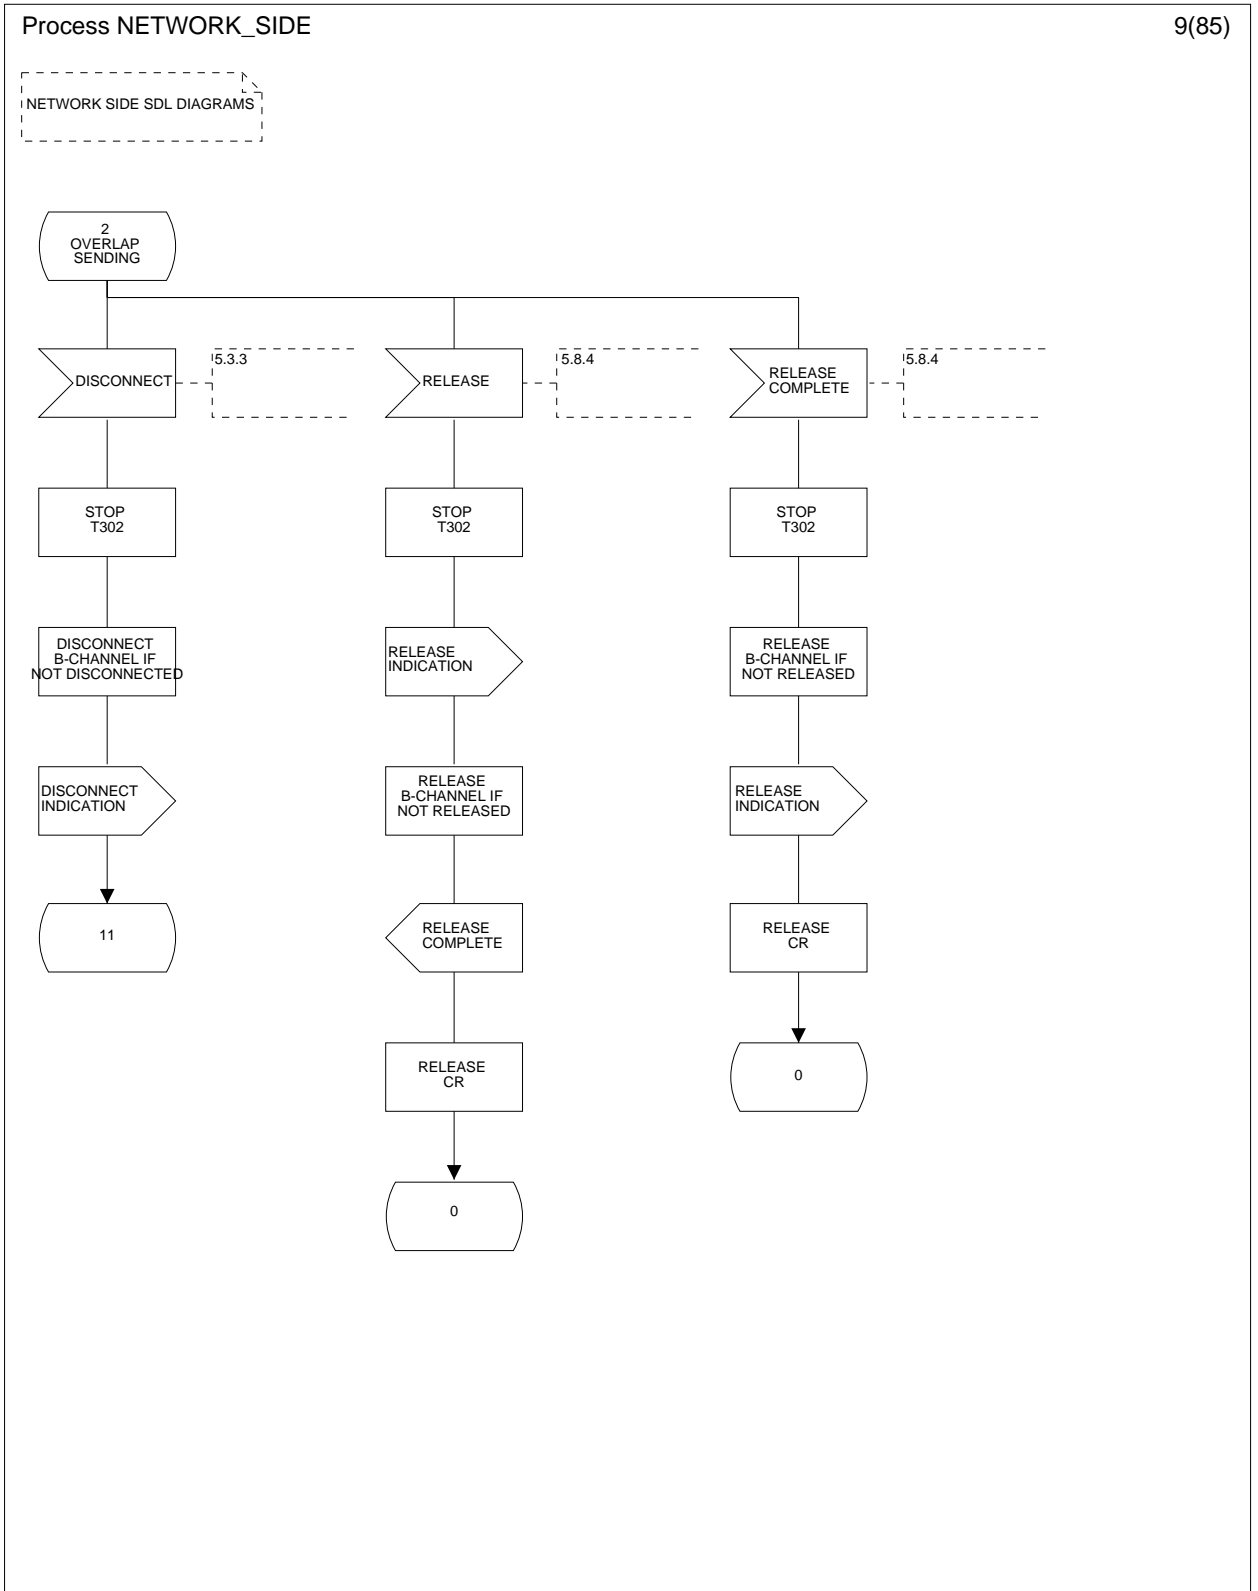 Process NETWORK_SIDE
9(85)
NETWORK SIDE SDL DIAGRAMS
2
OVERLAP
SENDING
DISCONNECT
5.3.3
STOP
T302
DISCONNECT
B-CHANNEL IF
NOT DISCONNECTED
DISCONNECT
INDICATION
11
RELEASE
5.8.4
STOP
T302
RELEASE
INDICATION
RELEASE
B-CHANNEL IF
NOT RELEASED
RELEASE
COMPLETE
RELEASE
CR
0
RELEASE
COMPLETE
5.8.4
STOP
T302
RELEASE
B-CHANNEL IF
NOT RELEASED
RELEASE
INDICATION
RELEASE
CR
0